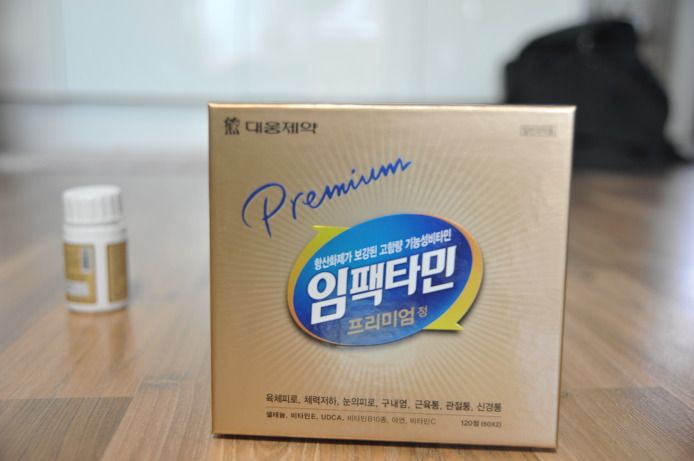 대웅제약
일반의약품
Premium
항산화제가 보강된 고함량 기능성비타민
임팩타민
프리미엄 정
육체피로, 체력저하, 눈의피로, 구내염, 근육통, 관절통, 신경통
셀레늄, 비타민E, UDCA, 비타민B10종, 아연, 비타민C
120정(60X2)